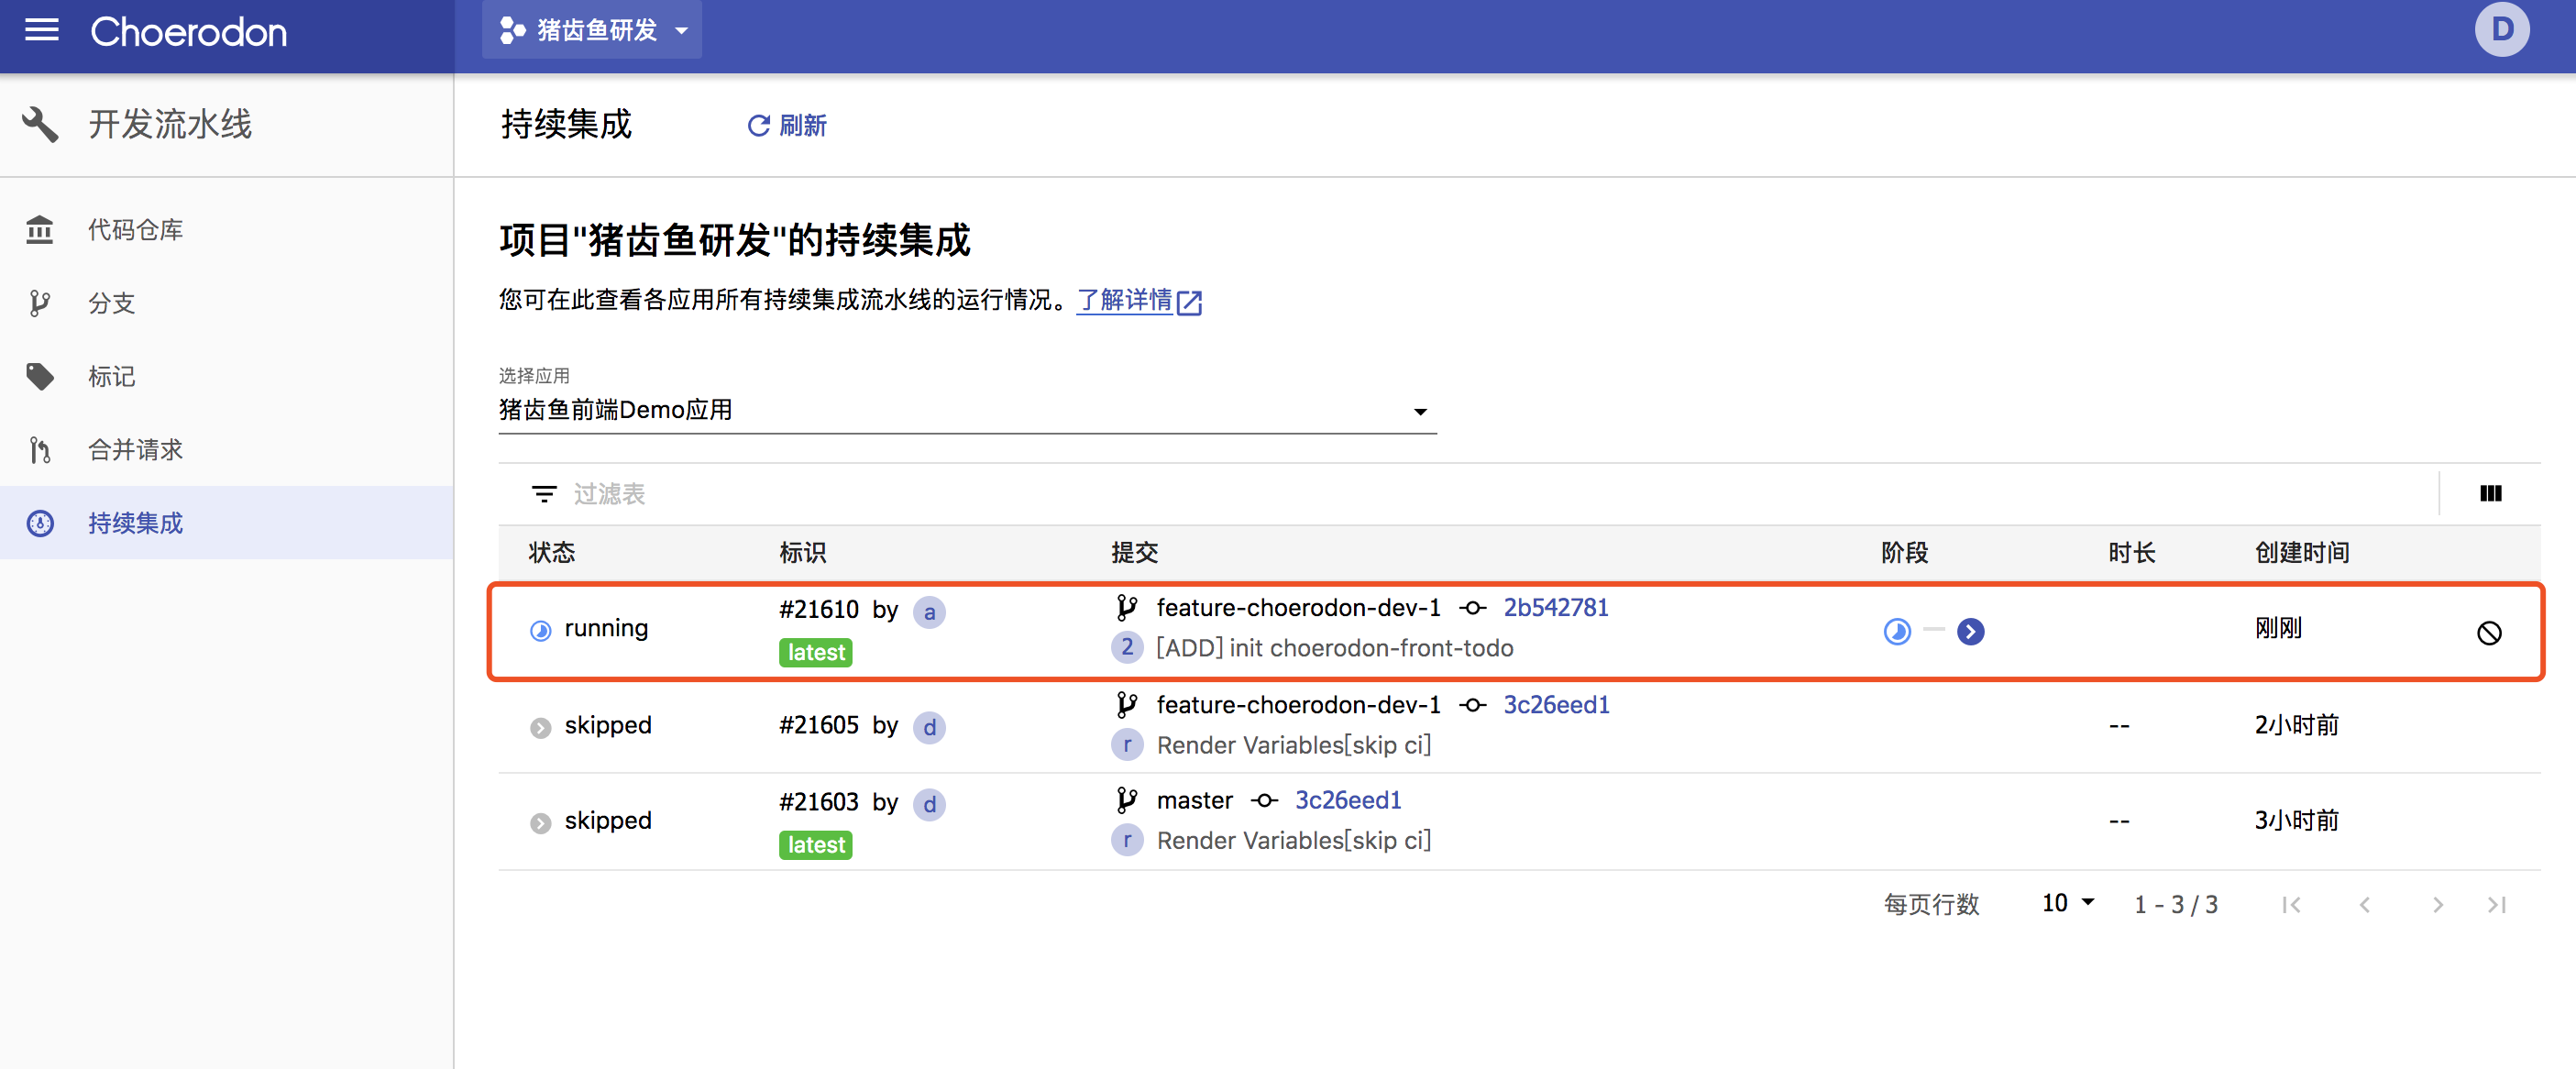 Choerodon
猪齿鱼研发
D
开发流水线
持续集成
刷新
代码仓库
分支
标记
合并请求
持续集成
项目"猪齿鱼研发"的持续集成
您可在此查看各应用所有持续集成流水线的运行情况。了解详情
选择应用
猪齿鱼前端Demo应用
过滤表
状态 标识 提交 阶段 时长 创建时间
running #21610 by a feature-choerodon-dev-1 2b542781 刚刚
latest 2 [ADD] init choerodon-front-todo
skipped #21605 by d feature-choerodon-dev-1 3c26eed1 -- 2小时前
r Render Variables[skip ci]
skipped #21603 by d master 3c26eed1 -- 3小时前
latest r Render Variables[skip ci]
每页行数 10 1 - 3 / 3